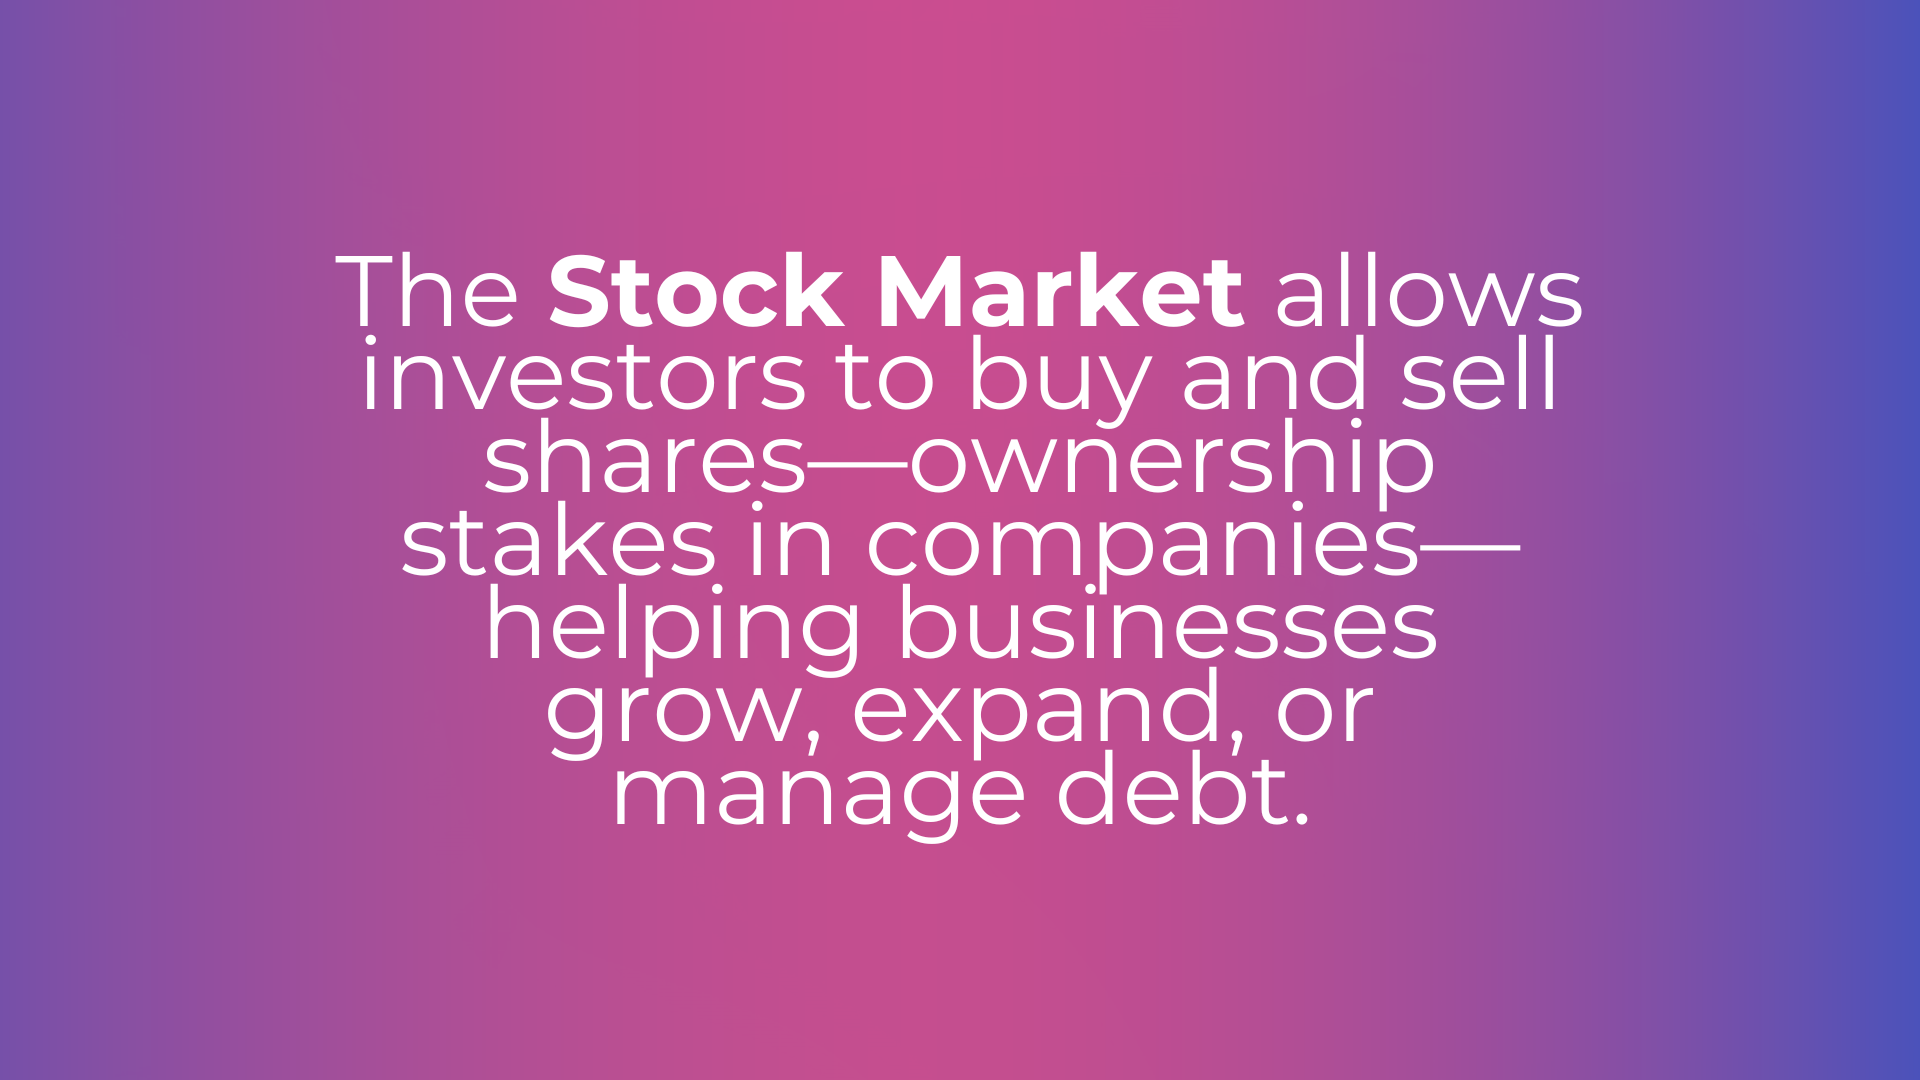 The Stock Market allows
investors to buy and sell
shares—ownership
stakes in companies—
helping businesses
grow, expand, or
manage debt.